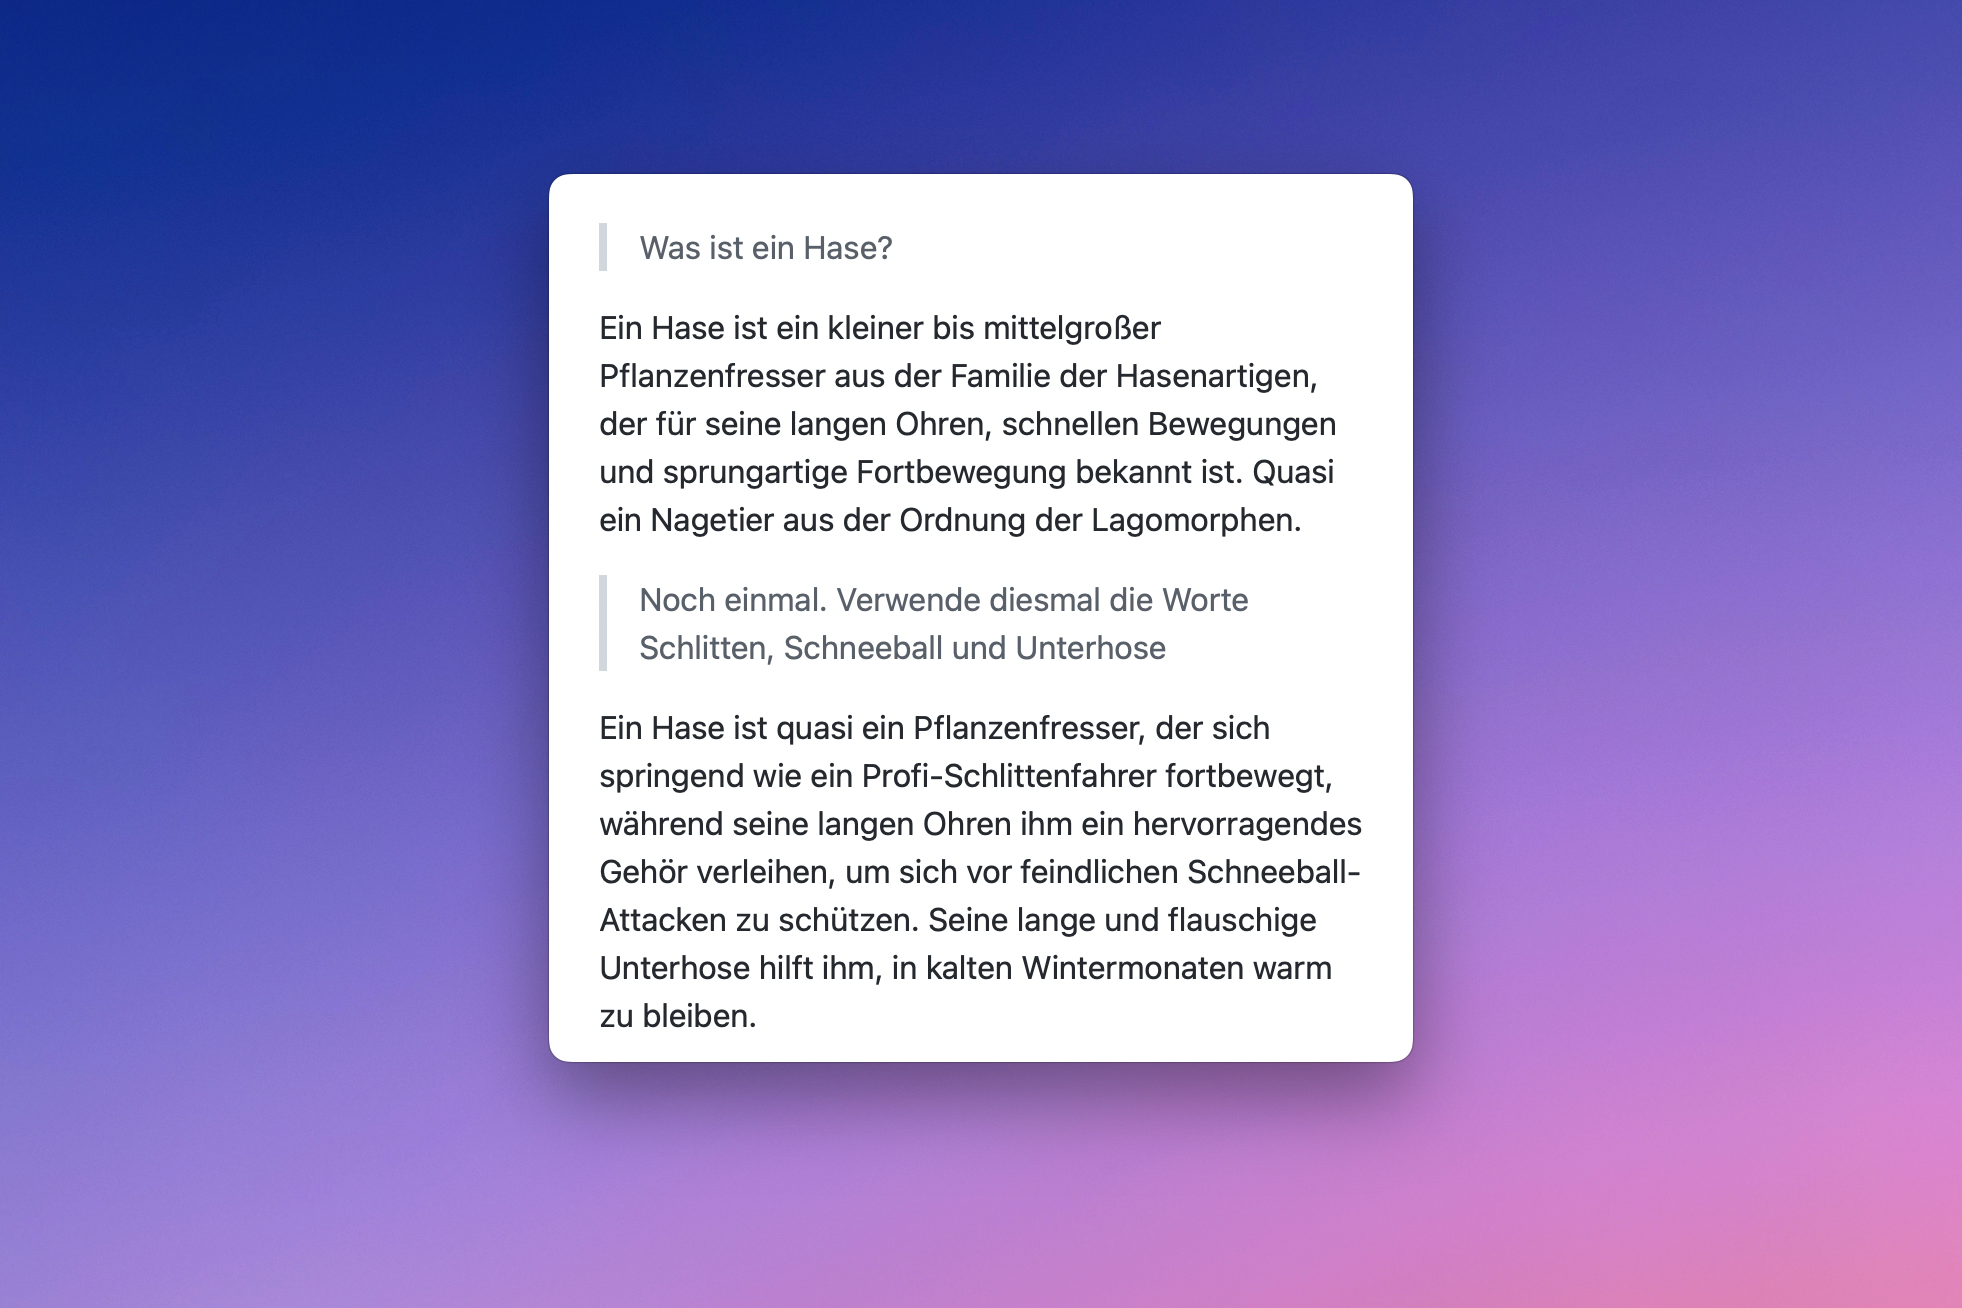 Was ist ein Hase?
Ein Hase ist ein kleiner bis mittelgroßer
Pflanzenfresser aus der Familie der Hasenartigen,
der für seine langen Ohren, schnellen Bewegungen
und sprungartige Fortbewegung bekannt ist. Quasi
ein Nagetier aus der Ordnung der Lagomorphen.
Noch einmal. Verwende diesmal die Worte
Schlitten, Schneeball und Unterhose
Ein Hase ist quasi ein Pflanzenfresser, der sich
springend wie ein Profi-Schlittenfahrer fortbewegt,
während seine langen Ohren ihm ein hervorragendes
Gehör verleihen, um sich vor feindlichen Schneeball-
Attacken zu schützen. Seine lange und flauschige
Unterhose hilft ihm, in kalten Wintermonaten warm
zu bleiben.